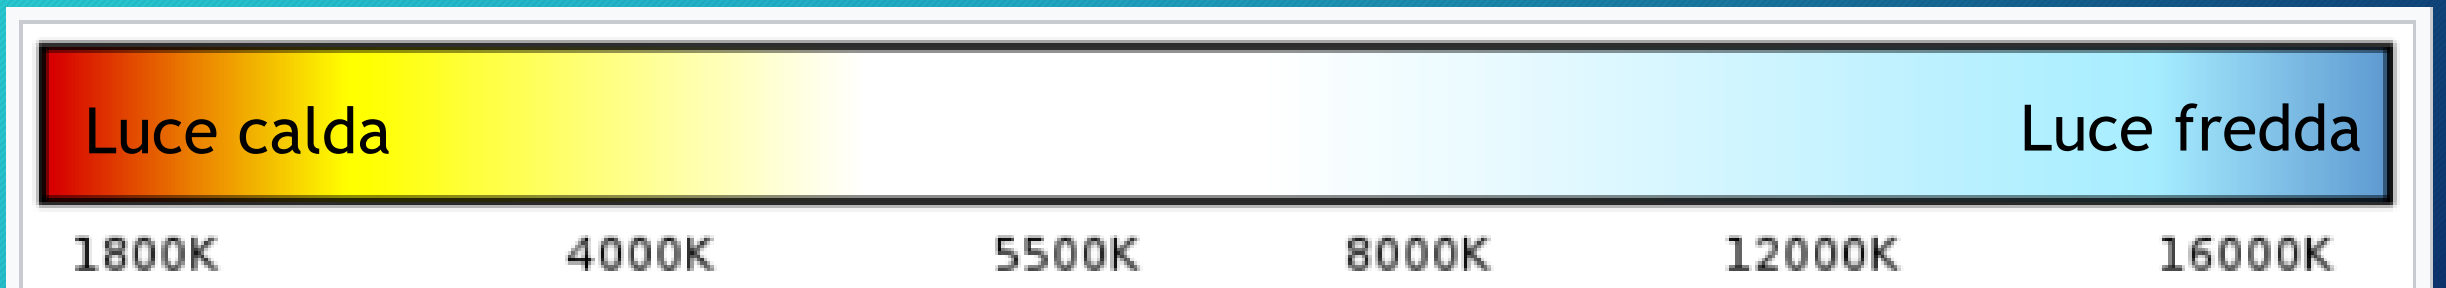 Luce calda Luce fredda
1800K 4000K 5500K 8000K 12000K 16000K